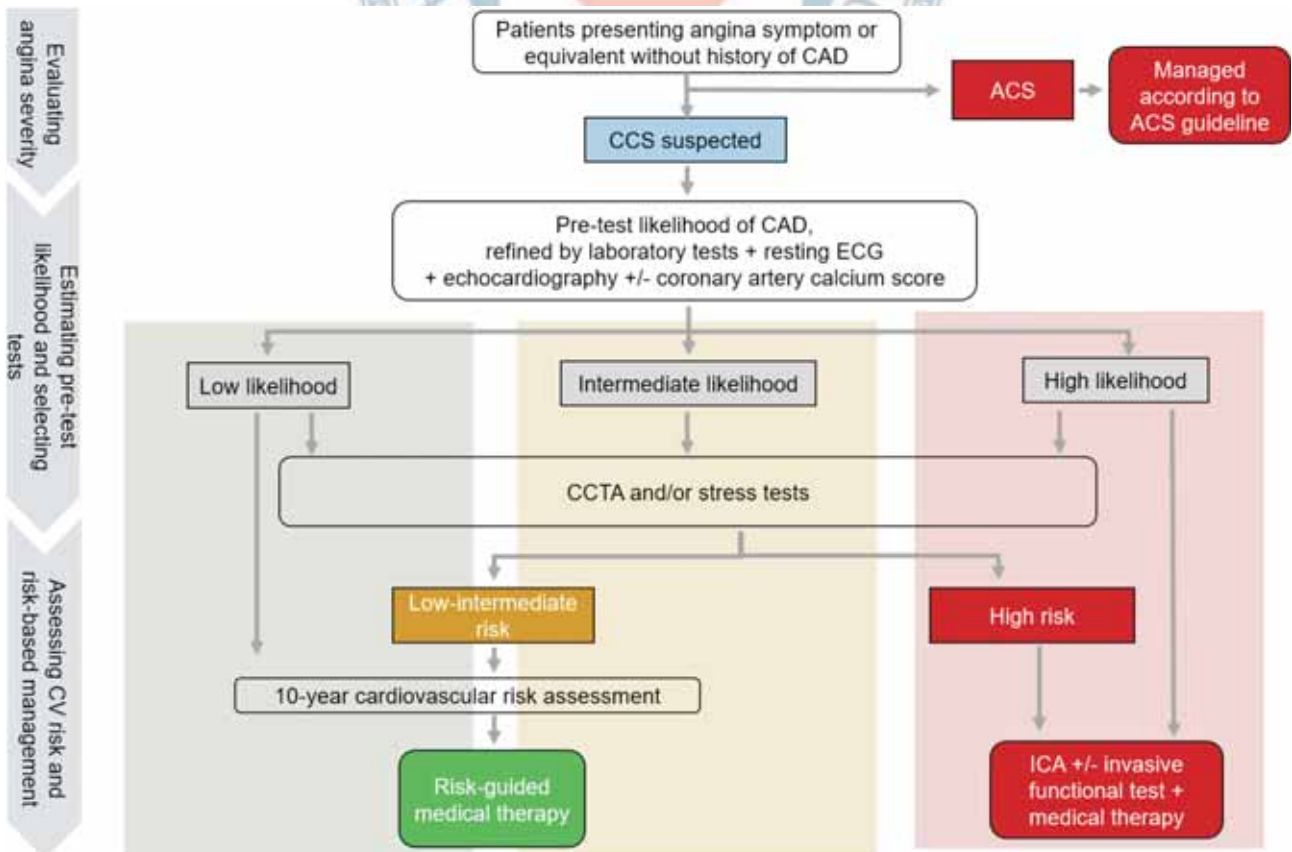 Evaluating
angina severity
Patients presenting angina symptom or
equivalent without history of CAD
ACS
Managed
according to
ACS guideline
CCS suspected
Estimating pre-test
likelihood and selecting
tests
Pre-test likelihood of CAD,
refined by laboratory tests + resting ECG
+ echocardiography +/- coronary artery calcium score
Low likelihood
Intermediate likelihood
High likelihood
CCTA and/or stress tests
Assessing CV risk and
risk-based management
Low-intermediate
risk
High risk
10-year cardiovascular risk assessment
Risk-guided
medical therapy
ICA +/- invasive
functional test +
medical therapy